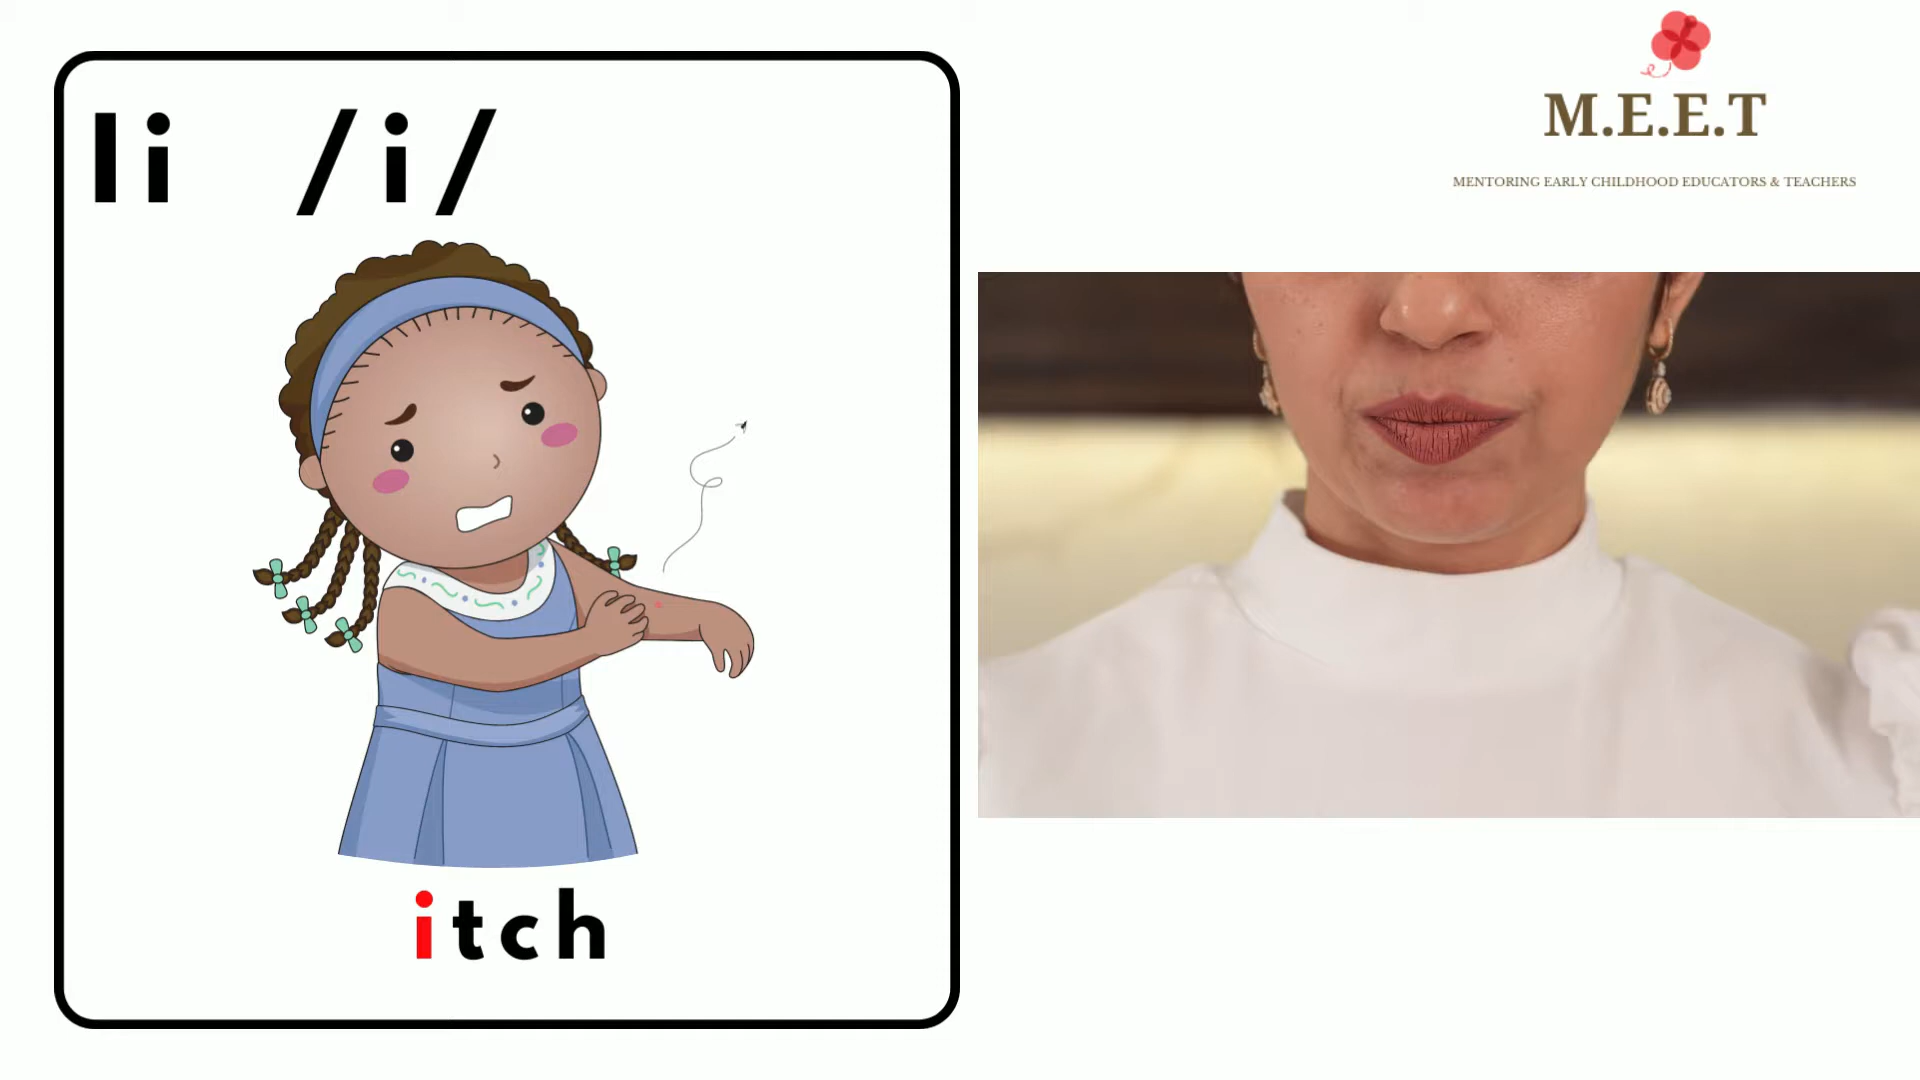 Ii /i/
itch
M.E.E.T
MENTORING EARLY CHILDHOOD EDUCATORS & TEACHERS